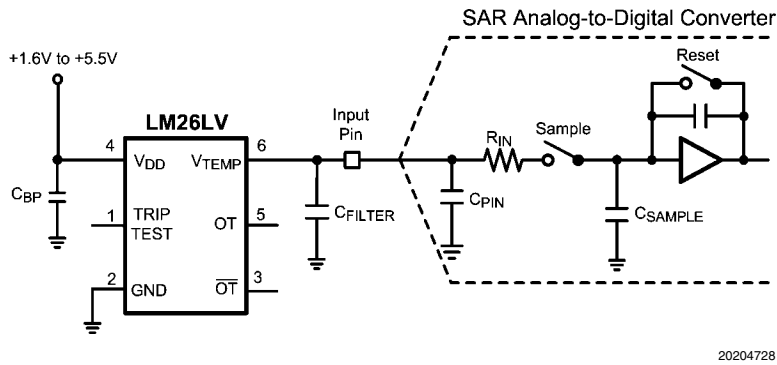 SAR Analog-to-Digital Converter
+1.6V to +5.5V
Reset
LM26LV
Input
Pin
RIN
Sample
4
VDD
VTEMP
6
CBP
CFILTER
CPIN
CSAMPLE
1
TRIP
TEST
OT
5
2
GND
O̅T̅
3
20204728